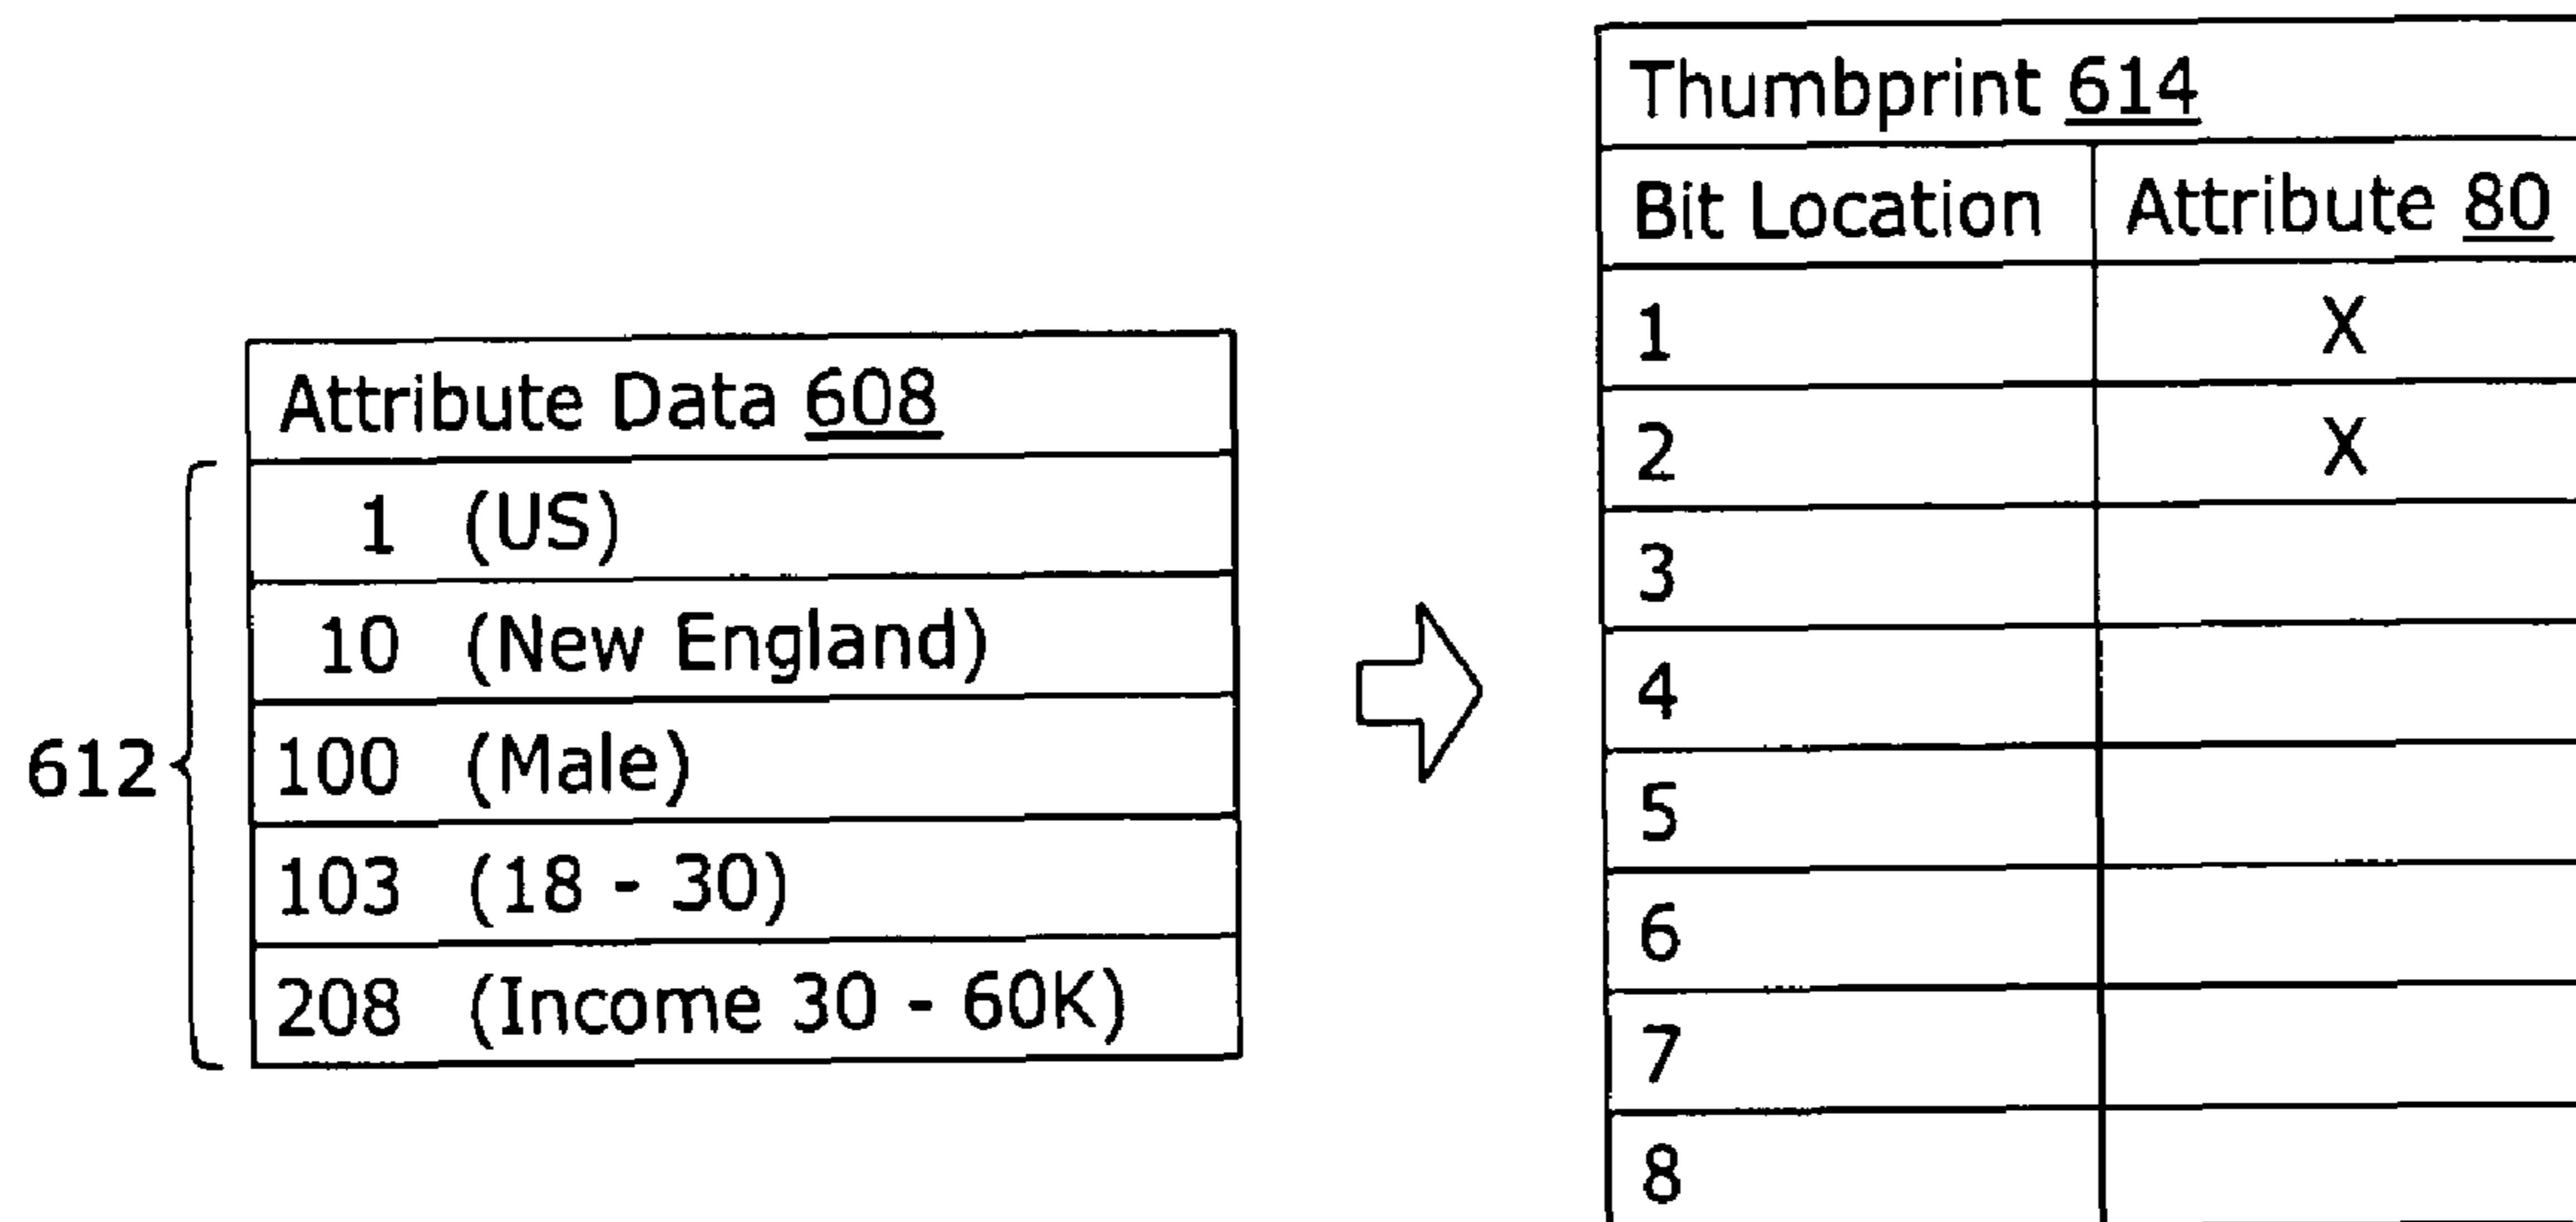 Attribute Data 608
1 (US)
10 (New England)
100 (Male)
103 (18 - 30)
208 (Income 30 - 60K)
612
Thumbprint 614
Bit Location Attribute 80
1 X
2 X
3
4
5
6
7
8